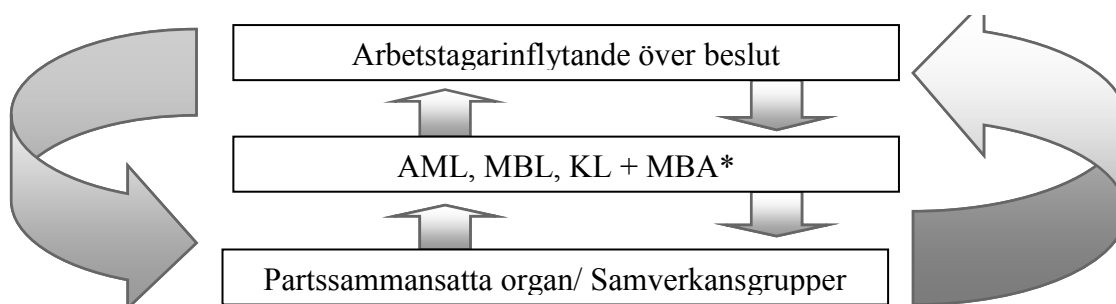 Arbetstagarinflytande över beslut
AML, MBL, KL + MBA*
Partssammansatta organ/ Samverkansgrupper